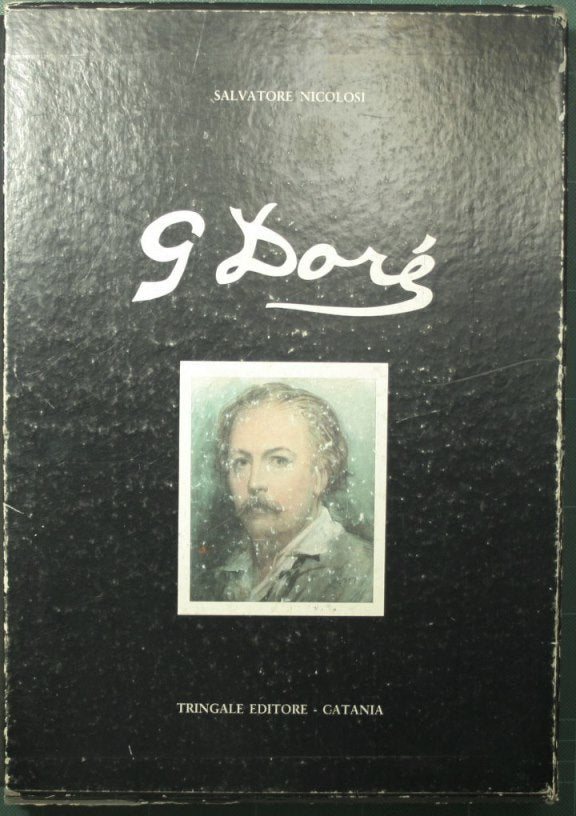 SALVATORE NICOLOSI
G Doré
TRINGALE EDITORE - CATANIA